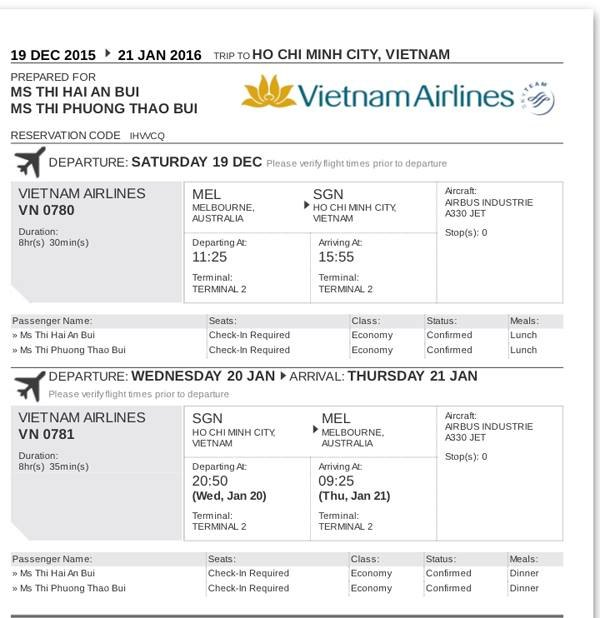 19 DEC 2015 ▸ 21 JAN 2016 TRIP TO HO CHI MINH CITY, VIETNAM
PREPARED FOR
MS THI HAI AN BUI
MS THI PHUONG THAO BUI
Vietnam Airlines SKYTEAM
RESERVATION CODE IHVVCQ
DEPARTURE: SATURDAY 19 DEC Please verify flight times prior to departure
VIETNAM AIRLINES
VN 0780
Duration:
8hr(s) 30min(s)
MEL
MELBOURNE,
AUSTRALIA
SGN
HO CHI MINH CITY,
VIETNAM
Departing At:
11:25
Terminal:
TERMINAL 2
Arriving At:
15:55
Terminal:
TERMINAL 2
Aircraft:
AIRBUS INDUSTRIE
A330 JET
Stop(s): 0
Passenger Name: Seats: Class: Status: Meals:
» Ms Thi Hai An Bui Check-In Required Economy Confirmed Lunch
» Ms Thi Phuong Thao Bui Check-In Required Economy Confirmed Lunch
DEPARTURE: WEDNESDAY 20 JAN ▸ ARRIVAL: THURSDAY 21 JAN
Please verify flight times prior to departure
VIETNAM AIRLINES
VN 0781
Duration:
8hr(s) 35min(s)
SGN
HO CHI MINH CITY,
VIETNAM
MEL
MELBOURNE,
AUSTRALIA
Departing At:
20:50
(Wed, Jan 20)
Terminal:
TERMINAL 2
Arriving At:
09:25
(Thu, Jan 21)
Terminal:
TERMINAL 2
Aircraft:
AIRBUS INDUSTRIE
A330 JET
Stop(s): 0
Passenger Name: Seats: Class: Status: Meals:
» Ms Thi Hai An Bui Check-In Required Economy Confirmed Dinner
» Ms Thi Phuong Thao Bui Check-In Required Economy Confirmed Dinner